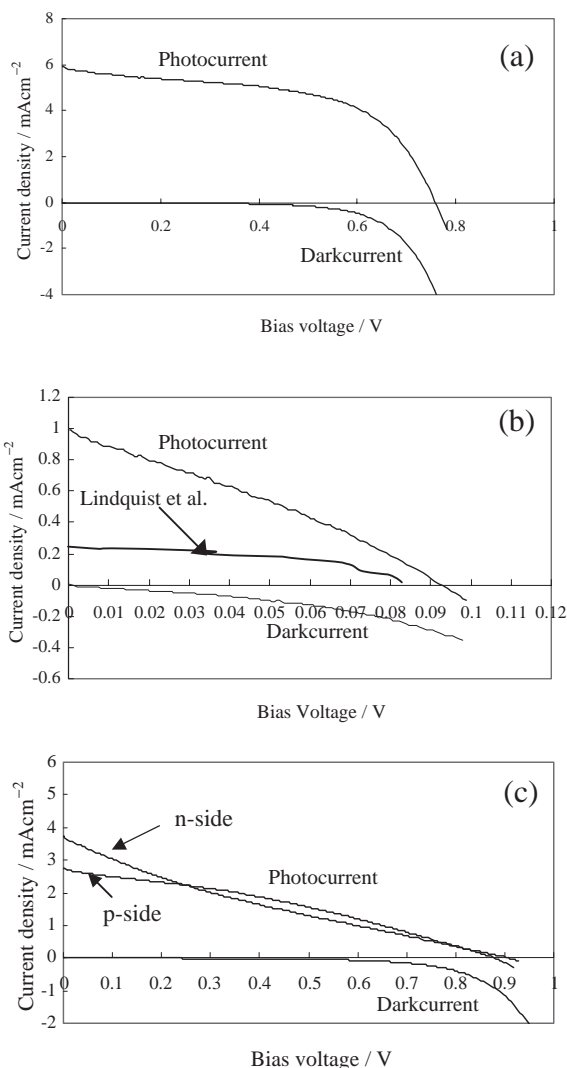 (a)
Photocurrent
Darkcurrent
Current density / mAcm⁻²
8
6
4
2
0
-2
-4
0 0.2 0.4 0.6 0.8 1
Bias voltage / V
(b)
Photocurrent
Lindquist et al.
Darkcurrent
Current density / mAcm⁻²
1.2
1
0.8
0.6
0.4
0.2
0
-0.2
-0.4
-0.6
0 0.01 0.02 0.03 0.04 0.05 0.06 0.07 0.08 0.09 0.1 0.11 0.12
Bias Voltage / V
(c)
n-side
p-side
Photocurrent
Darkcurrent
Current density / mAcm⁻²
6
5
4
3
2
1
0
-1
-2
0 0.1 0.2 0.3 0.4 0.5 0.6 0.7 0.8 0.9 1
Bias voltage / V